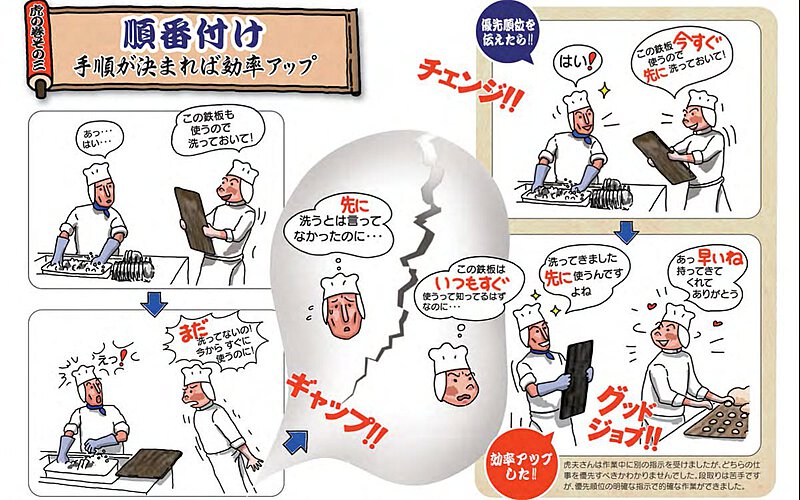 虎の巻その三
順番付け
手順が決まれば効率アップ
この鉄板も
使うので
洗っておいて!
あっ…
はい…
まだ
洗ってないの!
今から すぐに
使うのに!
えっ!
先に
洗うとは言って
なかったのに・・・
この鉄板は
いつもすぐ
使うって知ってるはず
なのに・・・
ギャップ!!
優先順位を
伝えたら!!
チェンジ!!
この鉄板 今すぐ
使うので
先に 洗っておいて!
はい!
洗ってきました
先に 使うんです
よね
あっ 早いね
持ってきて
くれて
ありがとう
グッド
ジョブ!!
効率アップ
した!!
虎夫さんは作業中に別の指示を受けましたが、どちらの仕
事を優先すべきかわかりませんでした。段取りは苦手です
が、優先順位の明確な指示で的確な作業ができました。